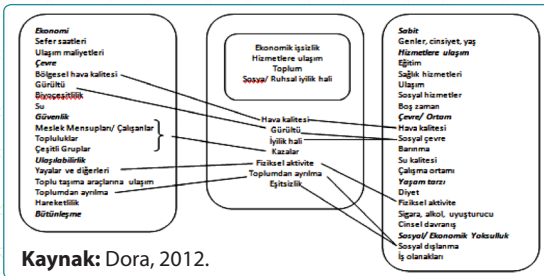 Ekonomi
Sefer saatleri
Ulaşım maliyetleri
Çevre
Bölgesel hava kalitesi
Gürültü
Biyoçeşitlilik
Su
Güvenlik
Meslek Mensupları/ Çalışanlar
Topluluklar
Çeşitli Gruplar
Ulaşılabilirlik
Yayalar ve diğerleri
Toplu taşıma araçlarına ulaşım
Toplumdan ayrılma
Hareketlilik
Bütünleşme
Ekonomik işsizlik
Hizmetlere ulaşım
Toplum
Sosyal/ Ruhsal iyilik hali
Hava kalitesi
Gürültü
İyilik hali
Kazalar
Fiziksel aktivite
Toplumdan ayrılma
Eşitsizlik
Sabit
Genler, cinsiyet, yaş
Hizmetlere ulaşım
Eğitim
Sağlık hizmetleri
Ulaşım
Sosyal hizmetler
Boş zaman
Çevre/ Ortam
Hava kalitesi
Sosyal çevre
Barınma
Su kalitesi
Çalışma ortamı
Yaşam tarzı
Diyet
Fiziksel aktivite
Sigara, alkol, uyuşturucu
Cinsel davranış
Sosyal/ Ekonomik Yoksulluk
Sosyal dışlanma
İş olanakları
Kaynak: Dora, 2012.